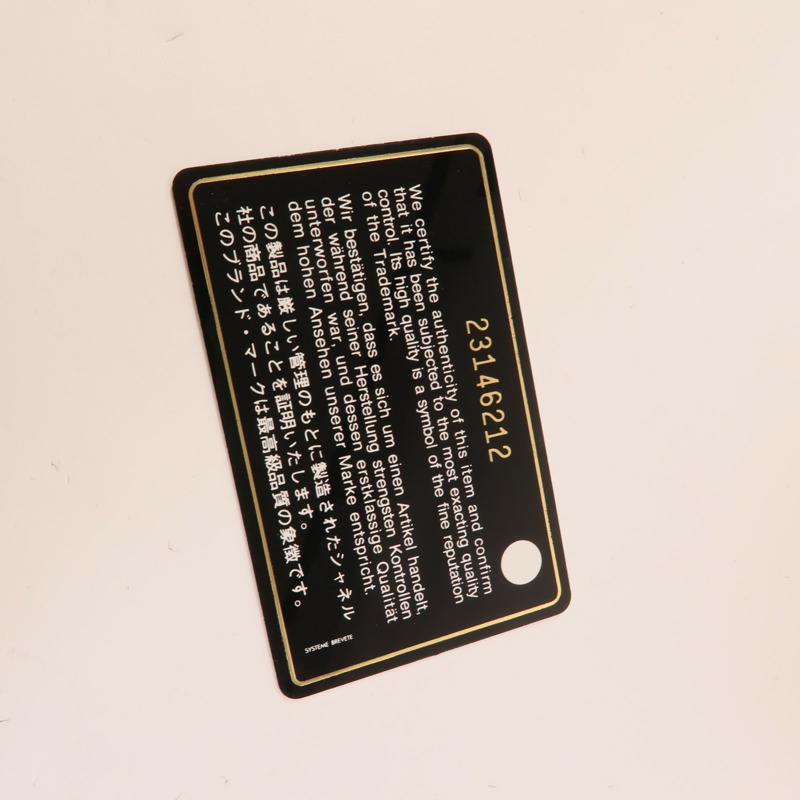 23146212
We certify the authenticity of this item and confirm
that it has been subjected to the most exacting quality
control. Its high quality is a symbol of the fine reputation
of the Trademark.
Wir bestätigen, dass es sich um einen Artikel handelt,
der während seiner Herstellung strengsten Kontrollen
unterworfen war, und dessen erstklassige Qualität
dem hohen Ansehen unserer Marke entspricht.
この製品は厳しい管理のもとに製造されたシャネル
社の商品であることを証明いたします。
このブランド・マークは最高級品質の象徴です。
SYSTEME BREVETE